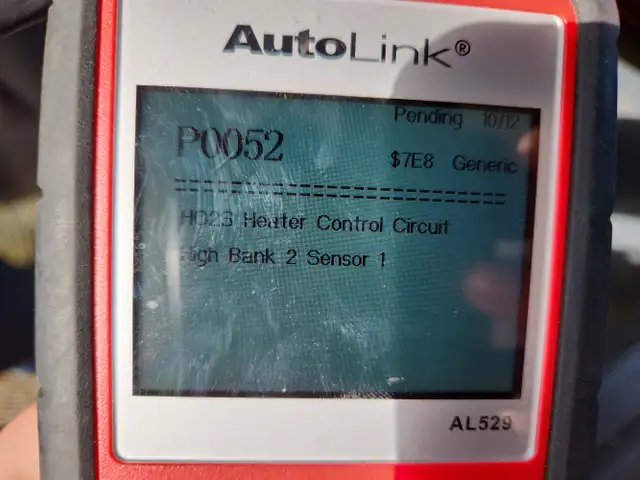 AutoLink®
Pending 10/12
P0052
$7E8 Generic
HO2S Heater Control Circuit
High Bank 2 Sensor 1
AL529